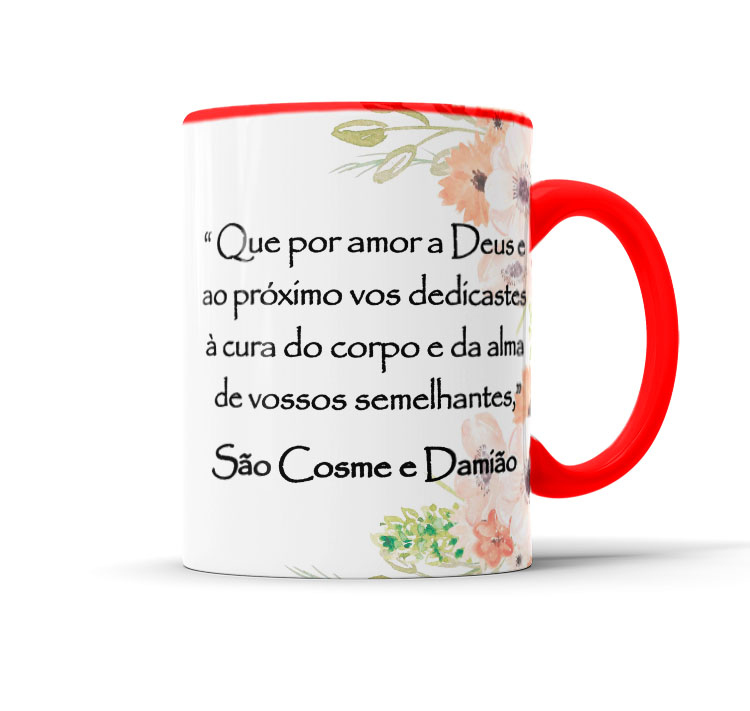 “ Que por amor a Deus e
ao próximo vos dedicastes
à cura do corpo e da alma
de vossos semelhantes,”
São Cosme e Damião